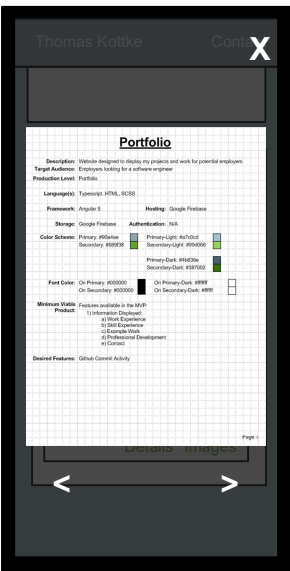 Thomas Kottke Conta
X
Portfolio
Description: Website designed to display my projects and work for potential employers
Target Audience: Employers looking for a software engineer
Production Level: Portfolio
Language(s): Typescript, HTML, SCSS
Framework: Angular 5 Hosting: Google Firebase
Storage: Google Firebase Authentication: N/A
Color Scheme: Primary: #90a4ae Primary-Light: #a7c0cd
Secondary: #689f38 Secondary-Light: #99d066
Primary-Dark: #4b636e
Secondary-Dark: #387002
Font Color: On Primary: #000000 On Primary-Dark: #ffffff
On Secondary: #000000 On Secondary-Dark: #ffffff
Minimum Viable Features available in the MVP:
Product: 1) Information Displayed:
a) Work Experience
b) Skill Experience
c) Example Work
d) Professional Development
e) Contact
Desired Features: Github Commit Activity
Page 1
Details Images
< >